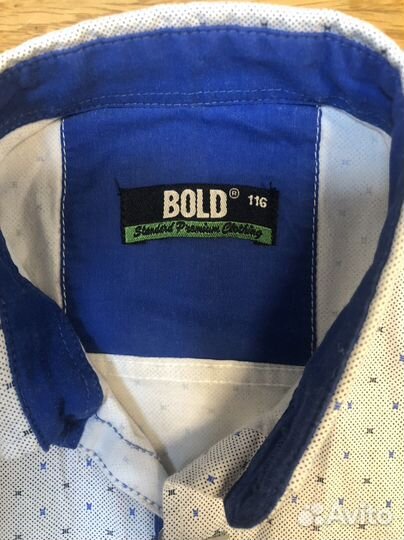 BOLD® 116
Standard Premium Clothing
Avito